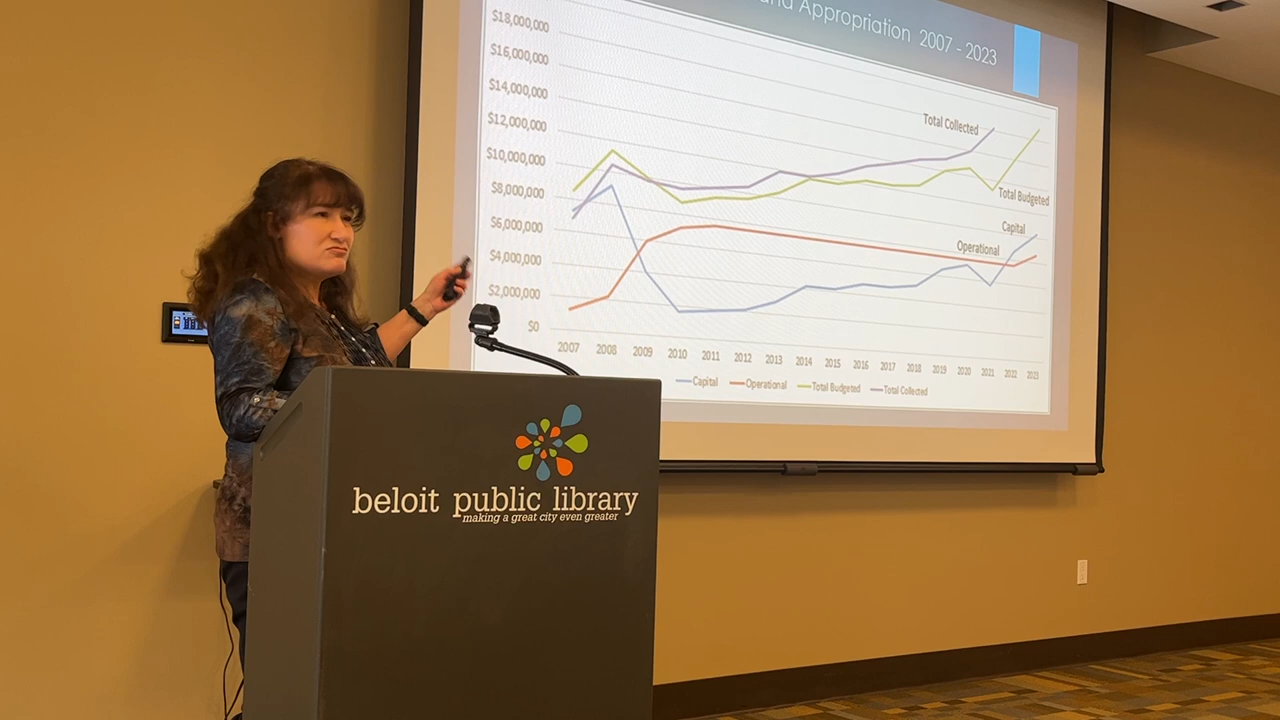 Appropriation 2007 - 2023
$18,000,000
$16,000,000
$14,000,000
$12,000,000
$10,000,000
$8,000,000
$6,000,000
$4,000,000
$2,000,000
$0
Total Collected
Total Budgeted
Capital
Operational
2007 2008 2009 2010 2011 2012 2013 2014 2015 2016 2017 2018 2019 2020 2021 2022 2023
Capital Operational Total Budgeted Total Collected
beloit public library
making a great city even greater